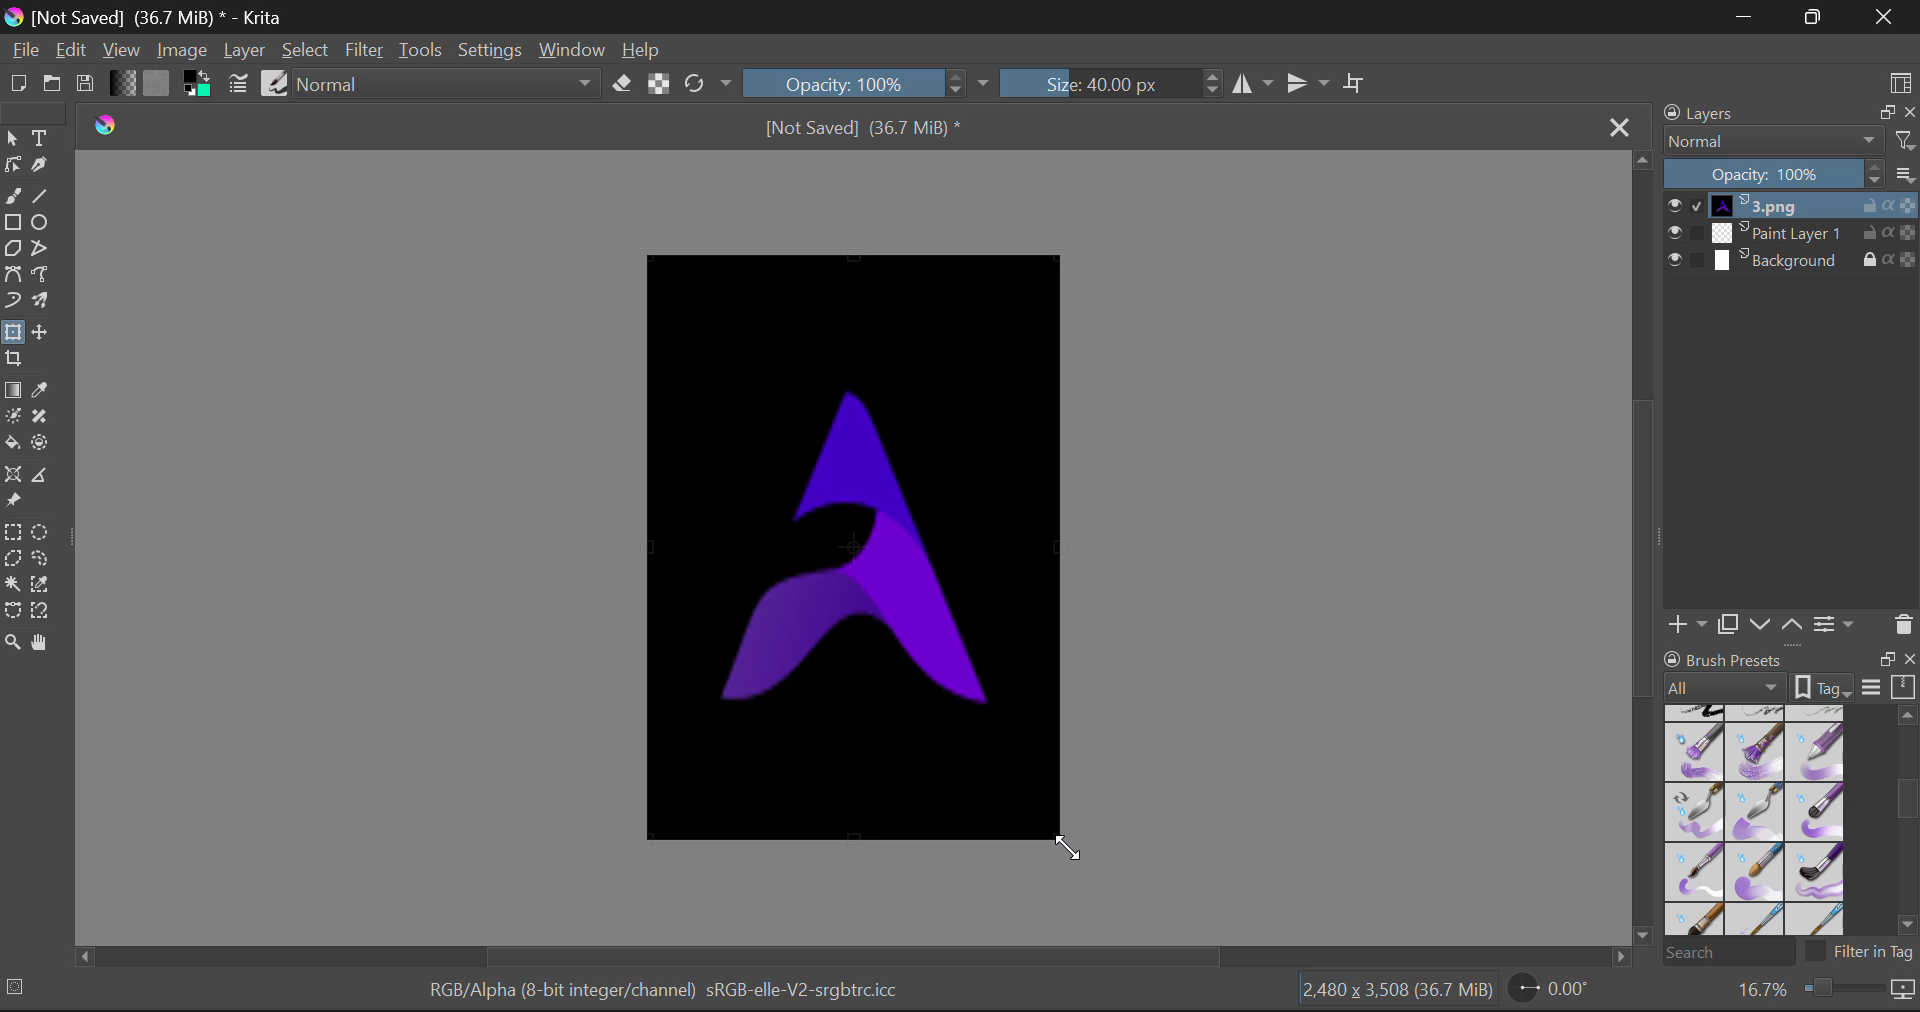 [Not Saved] (36.7 MiB) * - Krita
File Edit View Image Layer Select Filter Tools Settings Window Help
Normal Opacity: 100% Size: 40.00 px
[Not Saved] (36.7 MiB) *
Layers
Normal
Opacity: 100%
3.png
Paint Layer 1
Background
Brush Presets
All Tag
Search Filter in Tag
RGB/Alpha (8-bit integer/channel) sRGB-elle-V2-srgbtrc.icc 2,480 x 3,508 (36.7 MiB) 0.00° 16.7%